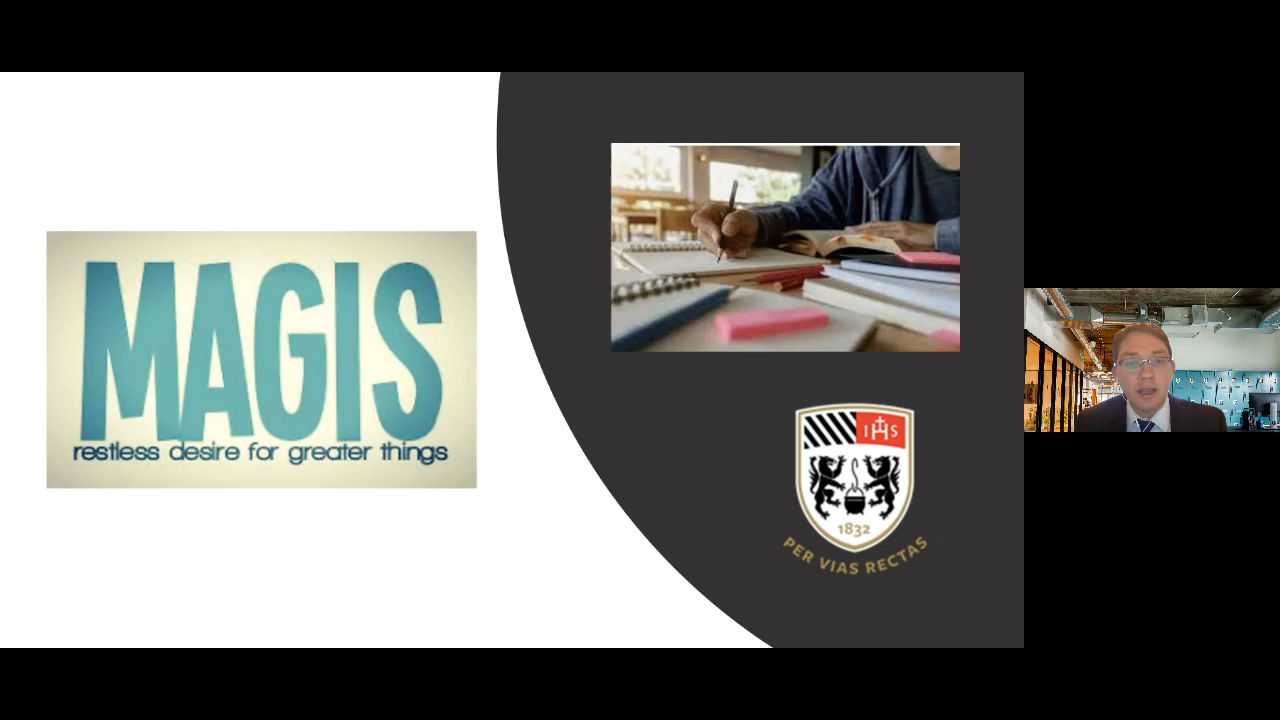 MAGIS
restless desire for greater things
IHS
1832
PER VIAS RECTAS